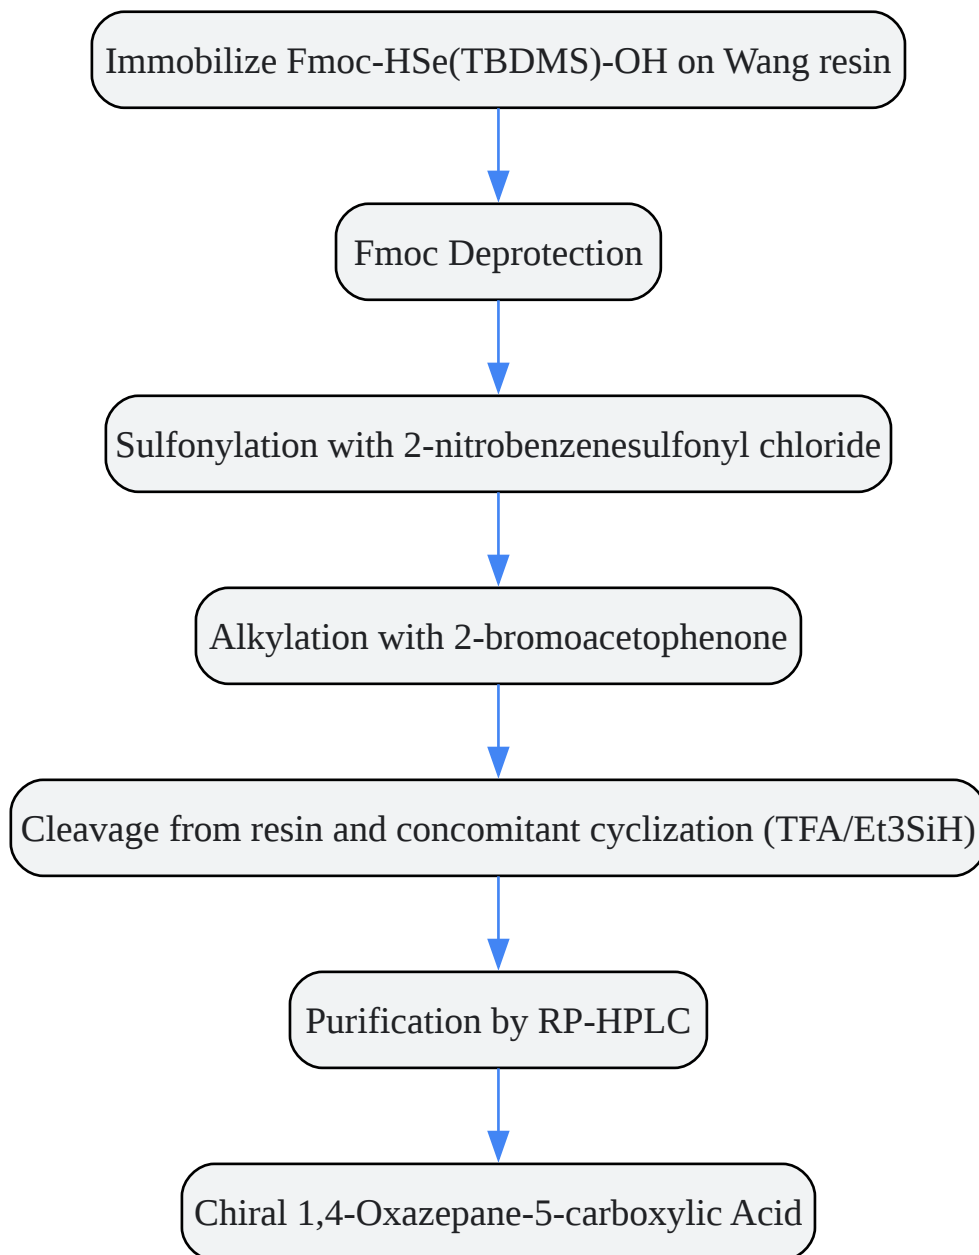 Immobilize Fmoc-HSe(TBDMS)-OH on Wang resin
Fmoc Deprotection
Sulfonylation with 2-nitrobenzenesulfonyl chloride
Alkylation with 2-bromoacetophenone
Cleavage from resin and concomitant cyclization (TFA/Et3SiH)
Purification by RP-HPLC
Chiral 1,4-Oxazepane-5-carboxylic Acid